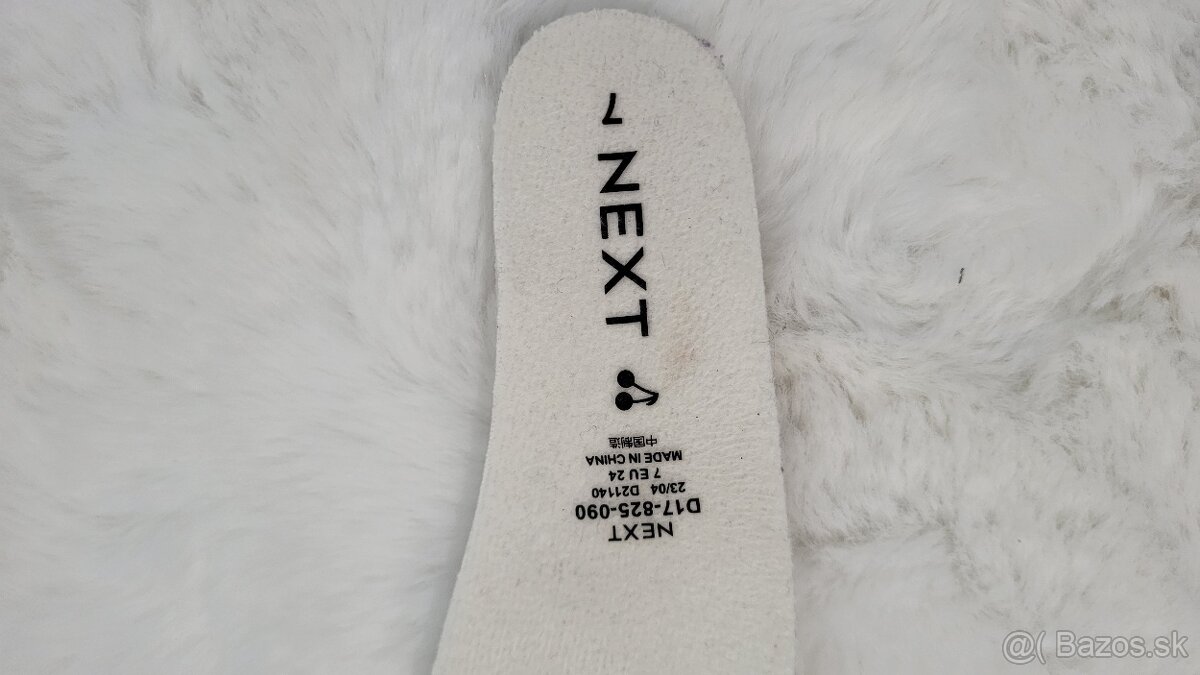 7 NEXT
NEXT
D17-825-090
23/04 D21140
7 EU 24
MADE IN CHINA
中国制造
@( Bazos.sk